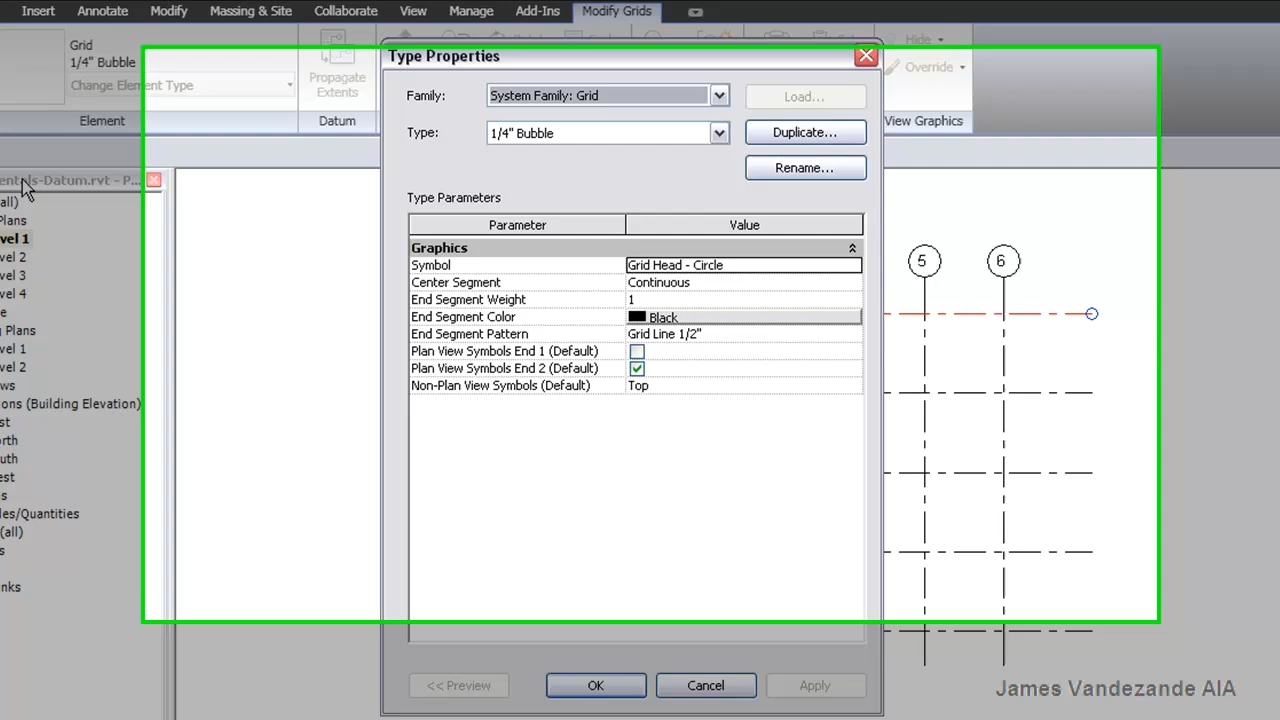 Insert Annotate Modify Massing & Site Collaborate View Manage Add-Ins Modify Grids
Grid
1/4" Bubble
Change Element Type
Element
Propagate
Extents
Datum
Hide
Override
View Graphics
Type Properties
Family: System Family: Grid Load...
Type: 1/4" Bubble Duplicate...
Rename...
Type Parameters
Parameter Value
Graphics
Symbol Grid Head - Circle
Center Segment Continuous
End Segment Weight 1
End Segment Color Black
End Segment Pattern Grid Line 1/2"
Plan View Symbols End 1 (Default)
Plan View Symbols End 2 (Default)
Non-Plan View Symbols (Default) Top
<< Preview OK Cancel Apply
ls-Datum.rvt - P...
all)
Plans
vel 1
vel 2
vel 3
vel 4
e
g Plans
vel 1
vel 2
ws
ons (Building Elevation)
st
orth
uth
est
s
les/Quantities
(all)
s
nks
5 6
James Vandezande AIA